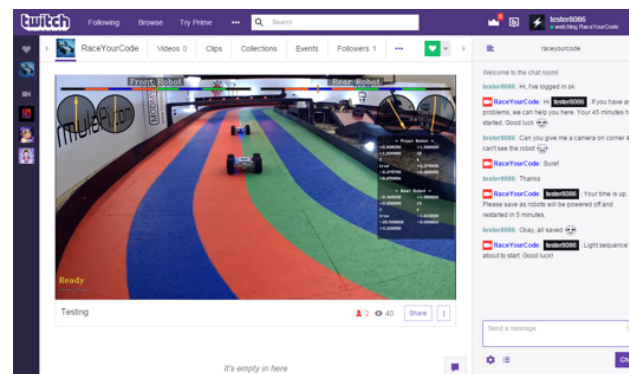 twitch
Following Browse Try Prime ••• Search
tester8086
watching RaceYourCode
RaceYourCode Videos 0 Clips Collections Events Followers 1 •••
raceyourcode
Front Robot Rear Robot
Ready
Testing
2 40 Share
It's empty in here
Welcome to the chat room!
tester8086: Hi, I've logged in ok
RaceYourCode: Hi tester8086 . If you have an
problems, we can help you here. Your 45 minutes h
started. Good luck
tester8086: Can you give me a camera on corner 4
can't see the robot
RaceYourCode: Sure!
tester8086: Thanks
RaceYourCode: tester8086 Your time is up.
Please save as robots will be powered off and
restarted in 5 minutes.
tester8086: Okay, all saved
RaceYourCode: tester8086 Light sequence
about to start. Good luck!
Send a message
Ch